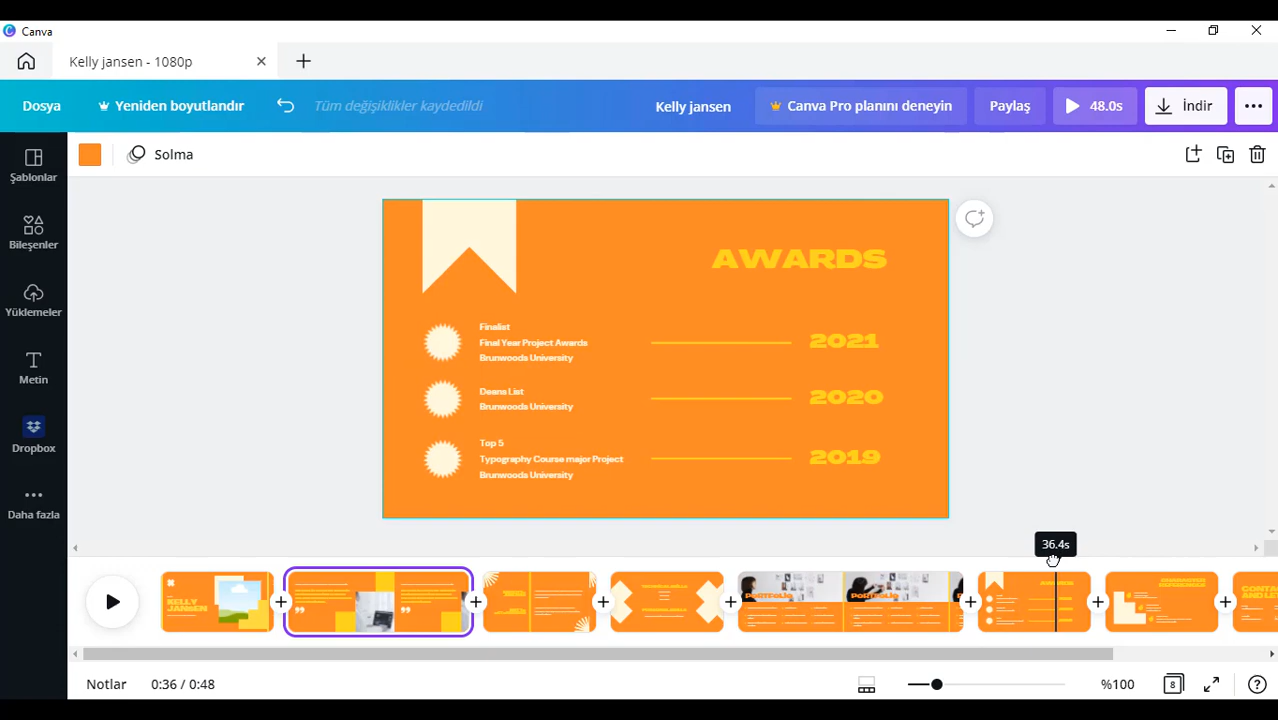 Canva
Kelly jansen - 1080p
Dosya
Yeniden boyutlandır
Tüm değişiklikler kaydedildi
Kelly jansen
Canva Pro planını deneyin
Paylaş
48.0s
İndir
Solma
Şablonlar
Bileşenler
Yüklemeler
Metin
Dropbox
Daha fazla
AWARDS
Finalist
Final Year Project Awards
Brunwooda University
2021
Deans List
Brunwooda University
2020
Top 5
Typography Course major Project
Brunwooda University
2019
36.4s
KELLY
JANSEN
PORTFOLIO
PORTFOLIO
Notlar
0:36 / 0:48
%100
8